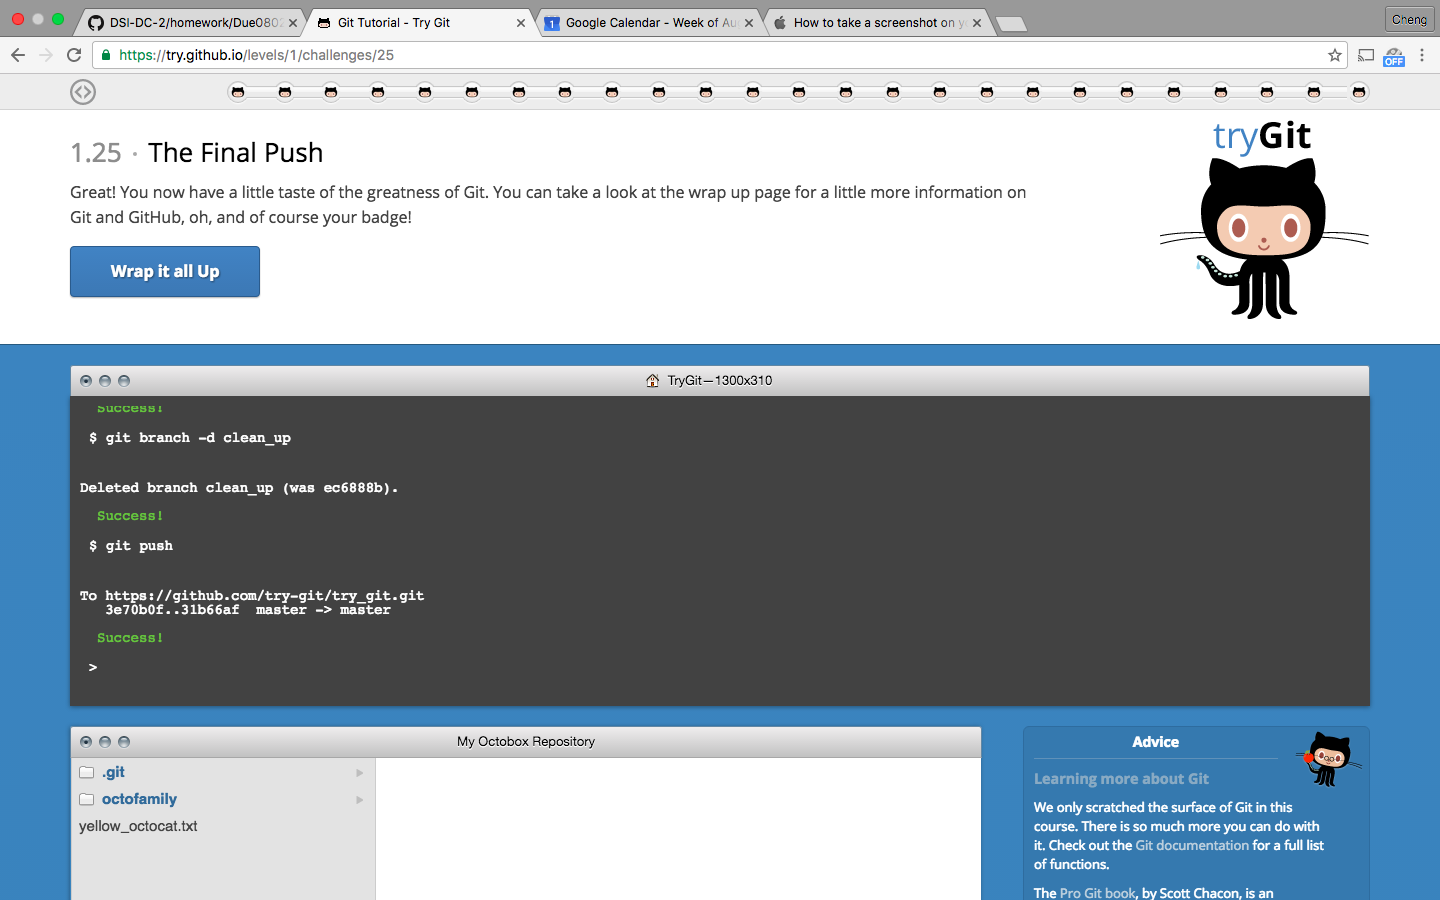 DSI-DC-2/homework/Due080
Git Tutorial - Try Git
1
Google Calendar - Week of Au
How to take a screenshot on y
Cheng
https://try.github.io/levels/1/challenges/25
OFF
1.25 · The Final Push
Great! You now have a little taste of the greatness of Git. You can take a look at the wrap up page for a little more information on
Git and GitHub, oh, and of course your badge!
Wrap it all Up
tryGit
TryGit—1300x310
Success!
$ git branch -d clean_up
Deleted branch clean_up (was ec6888b).
Success!
$ git push
To https://github.com/try-git/try_git.git
3e70b0f..31b66af  master -> master
Success!
>
My Octobox Repository
.git
octofamily
yellow_octocat.txt
Advice
Learning more about Git
We only scratched the surface of Git in this
course. There is so much more you can do with
it. Check out the Git documentation for a full list
of functions.
The Pro Git book, by Scott Chacon, is an